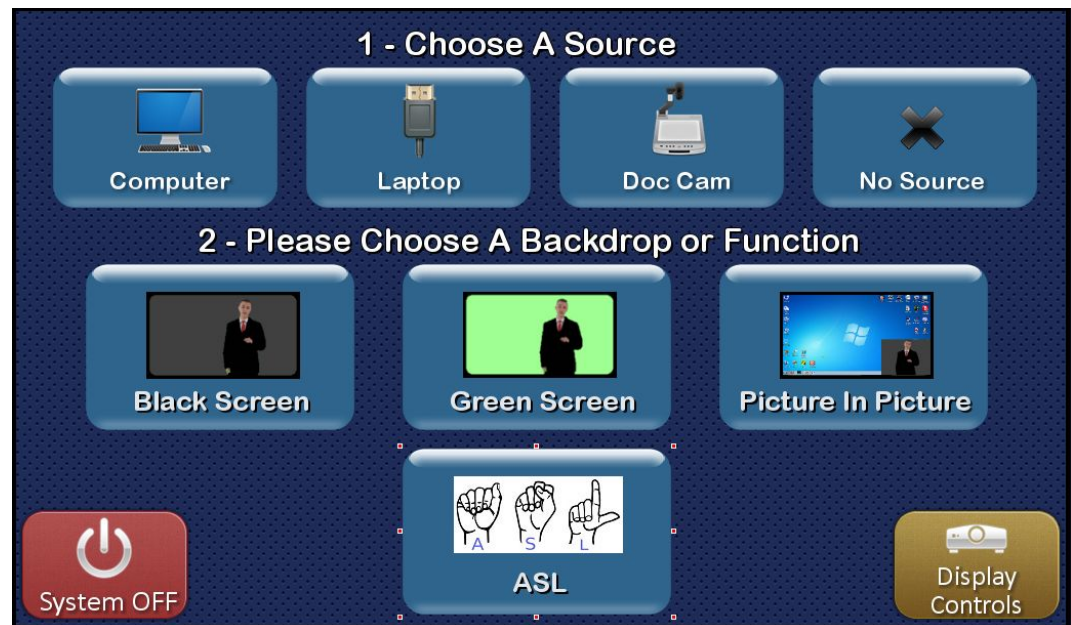 1 - Choose A Source
Computer
Laptop
Doc Cam
No Source
2 - Please Choose A Backdrop or Function
Black Screen
Green Screen
Picture In Picture
A S L
ASL
System OFF
Display
Controls